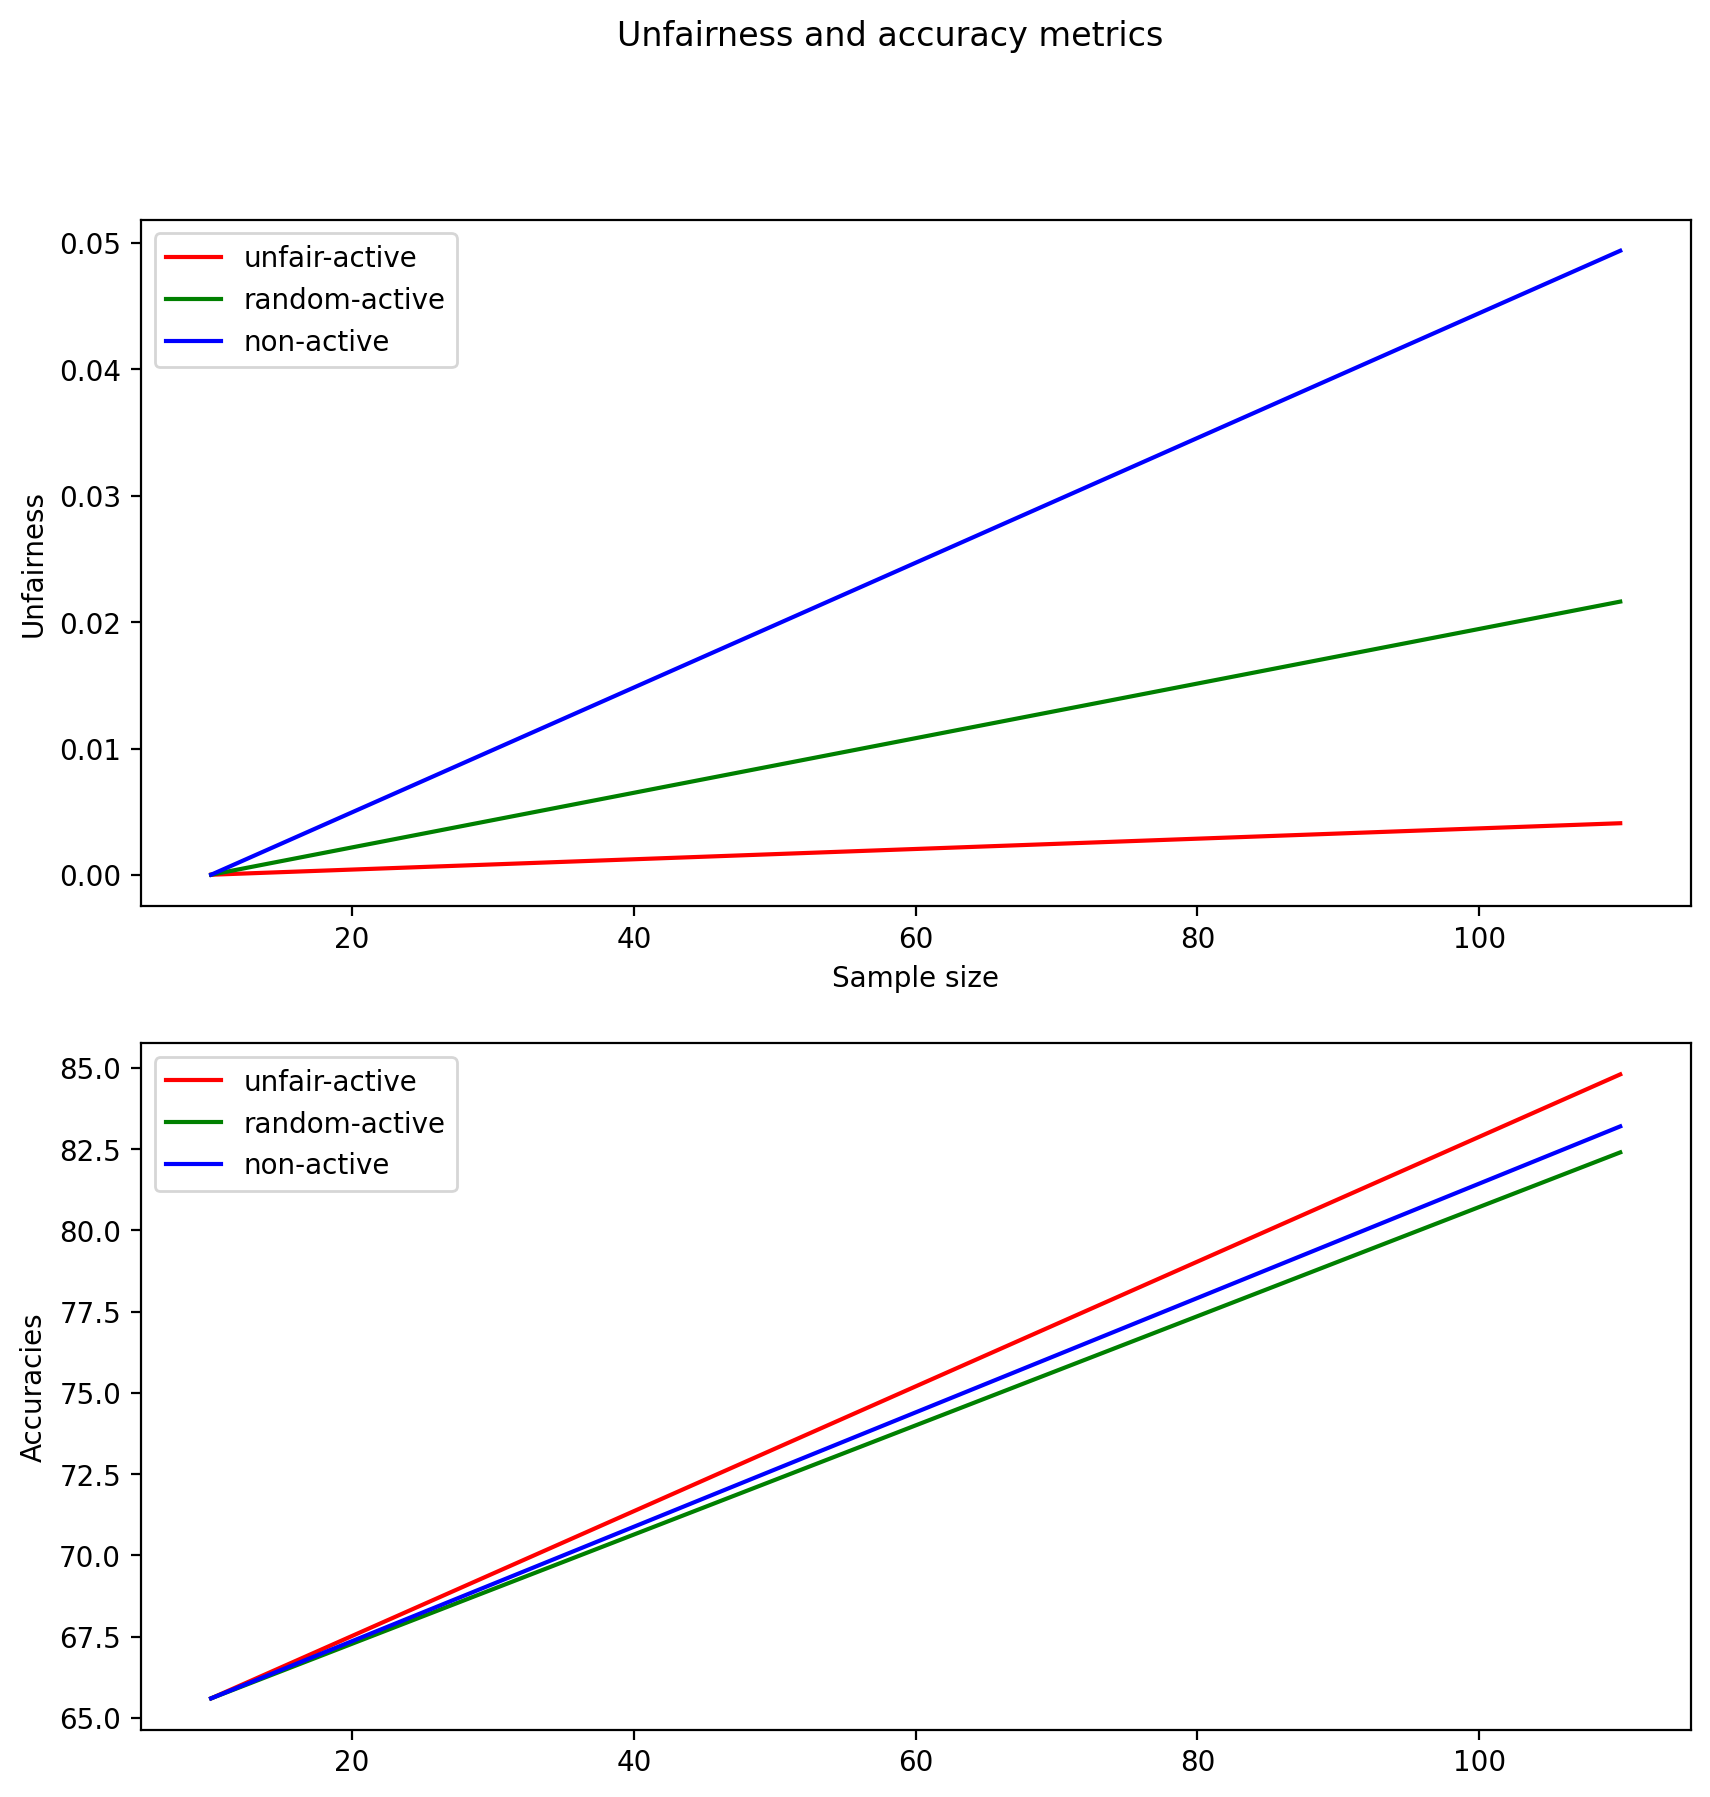 Unfairness and accuracy metrics
unfair-active
random-active
non-active
0.05
0.04
0.03
0.02
0.01
0.00
Unfairness
20 40 60 80 100
Sample size
unfair-active
random-active
non-active
85.0
82.5
80.0
77.5
75.0
72.5
70.0
67.5
65.0
Accuracies
20 40 60 80 100